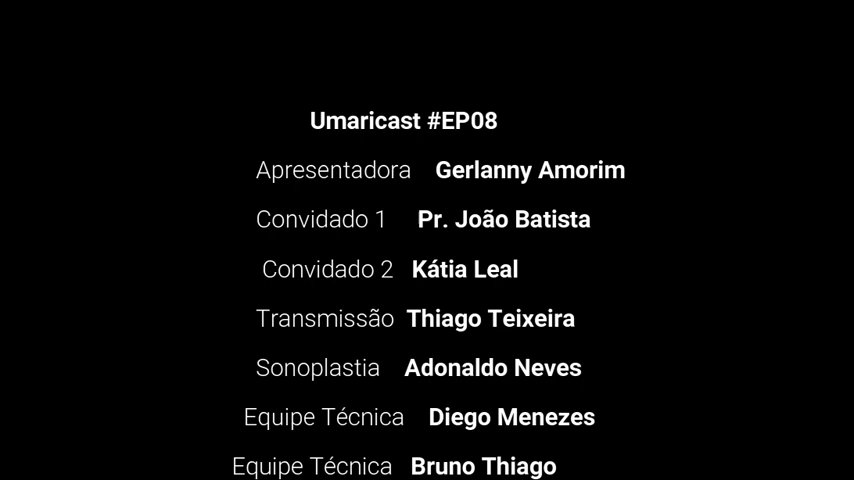 Umaricast #EP08
Apresentadora Gerlanny Amorim
Convidado 1 Pr. João Batista
Convidado 2 Kátia Leal
Transmissão Thiago Teixeira
Sonoplastia Adonaldo Neves
Equipe Técnica Diego Menezes
Equipe Técnica Bruno Thiago